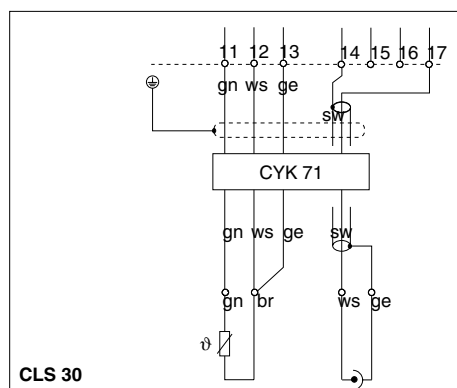 11 12 13 14 15 16 17
gn ws ge
sw
CYK 71
gn ws ge sw
gn br ws ge
ϑ
CLS 30